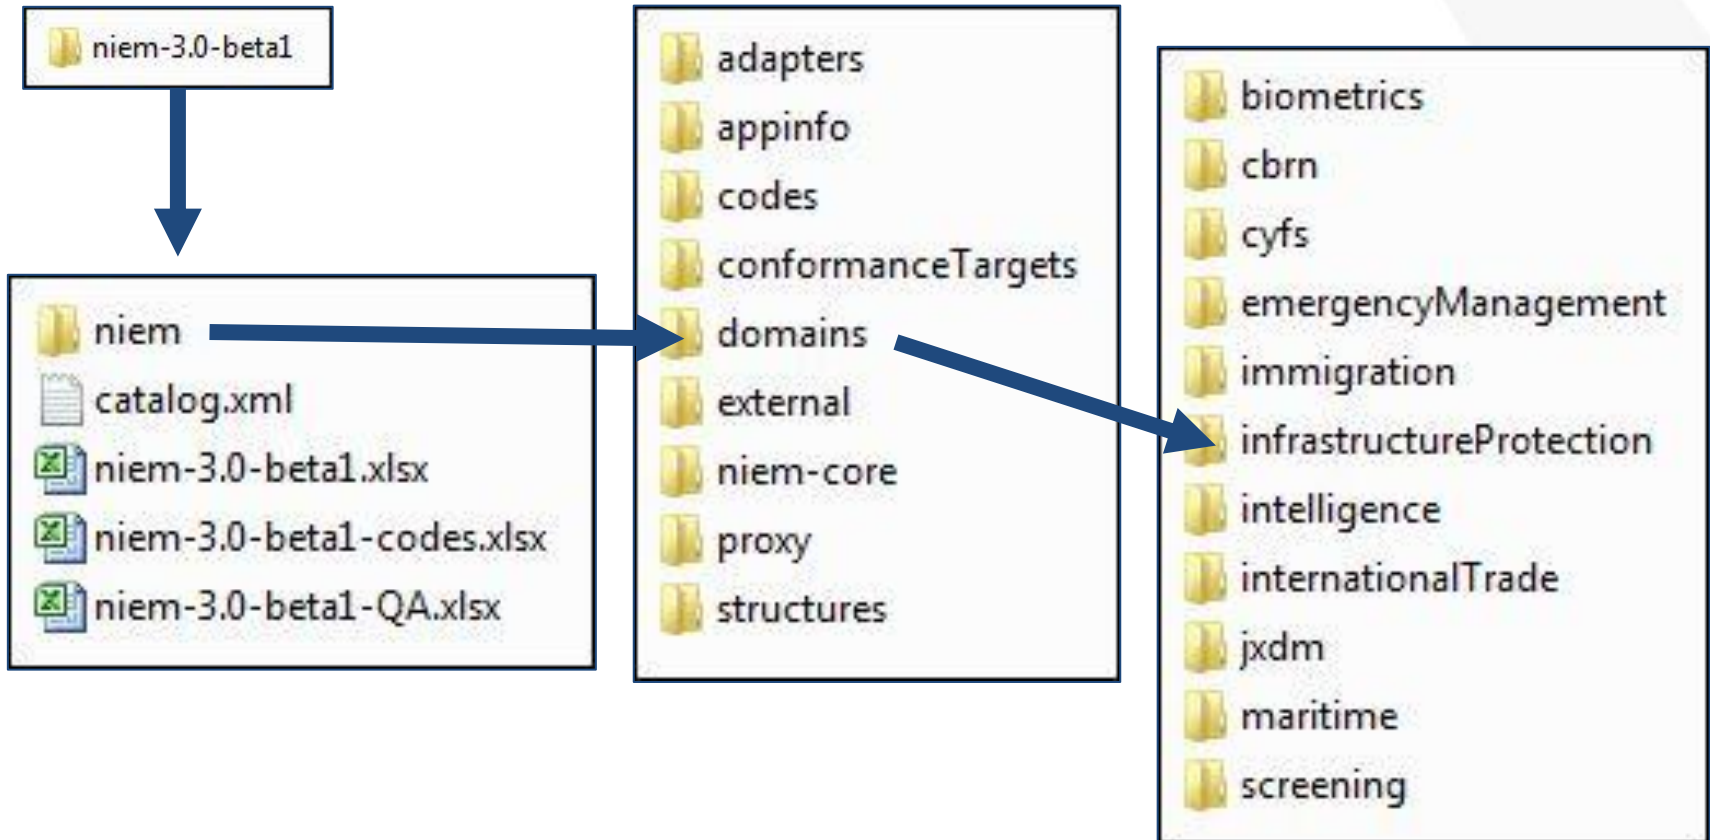 niem-3.0-beta1
niem
catalog.xml
niem-3.0-beta1.xlsx
niem-3.0-beta1-codes.xlsx
niem-3.0-beta1-QA.xlsx
adapters
appinfo
codes
conformanceTargets
domains
external
niem-core
proxy
structures
biometrics
cbrn
cyfs
emergencyManagement
immigration
infrastructureProtection
intelligence
internationalTrade
jxdm
maritime
screening